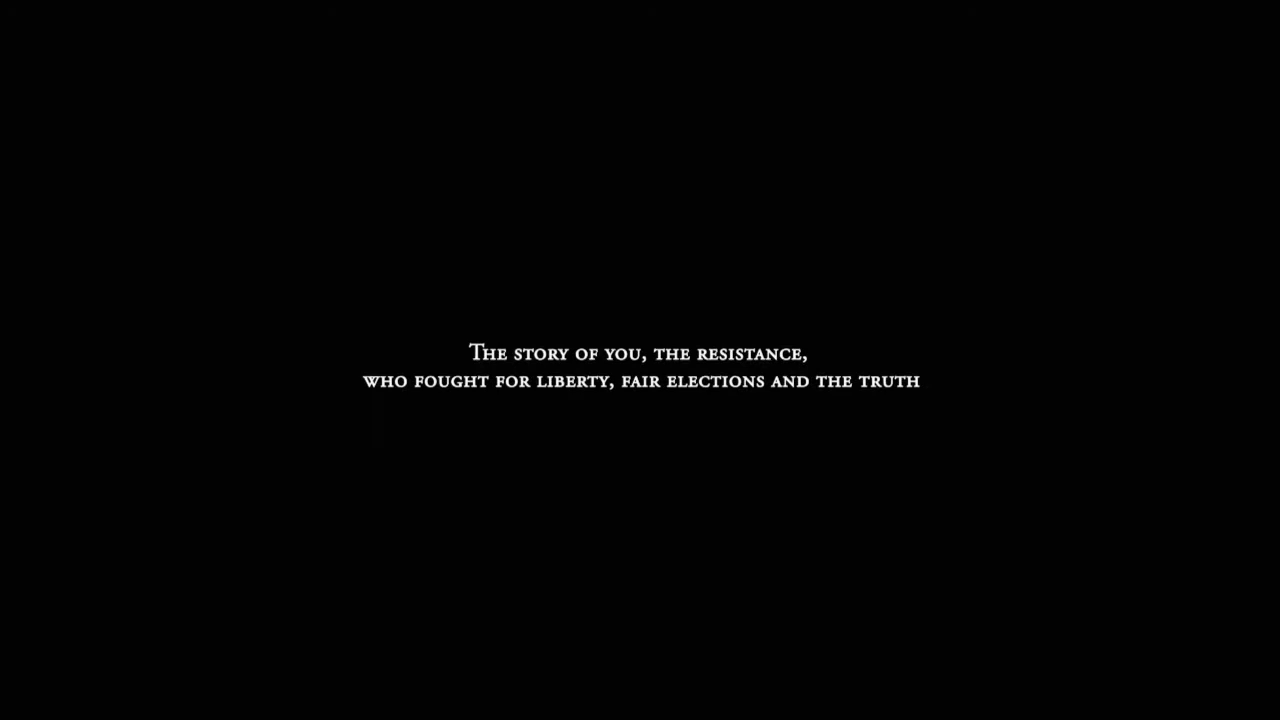 The story of you, the resistance,
who fought for liberty, fair elections and the truth